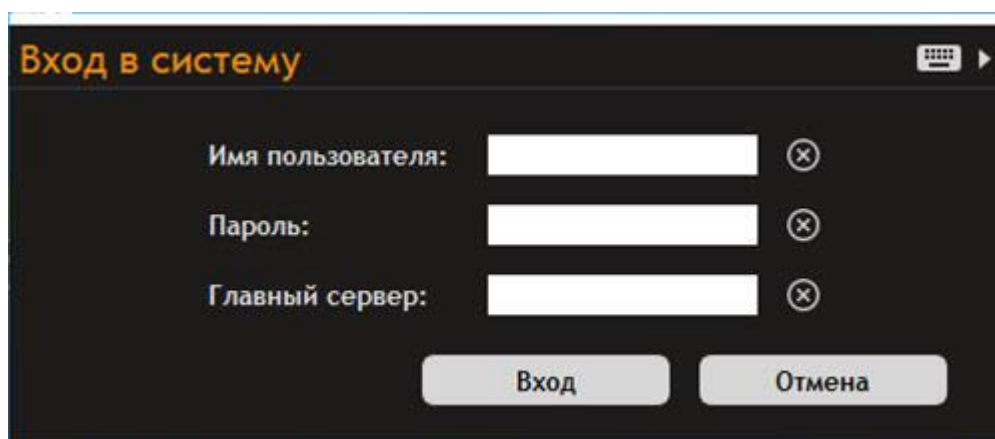 Вход в систему
Имя пользователя:
Пароль:
Главный сервер:
Вход Отмена